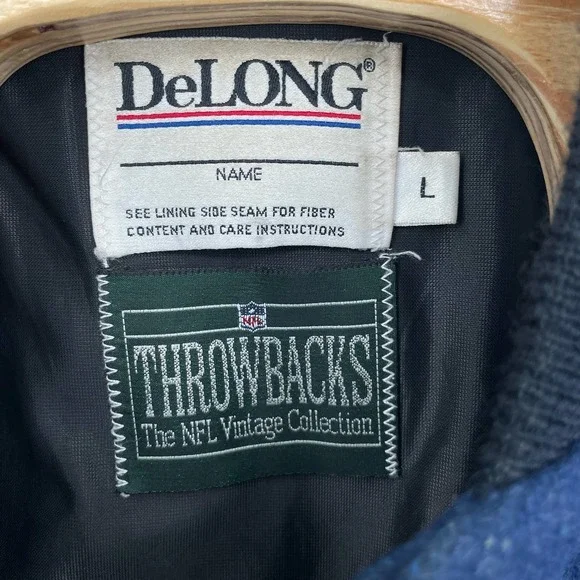 DeLONG®
NAME
SEE LINING SIDE SEAM FOR FIBER
CONTENT AND CARE INSTRUCTIONS
L
NFL
THROWBACKS
The NFL Vintage Collection